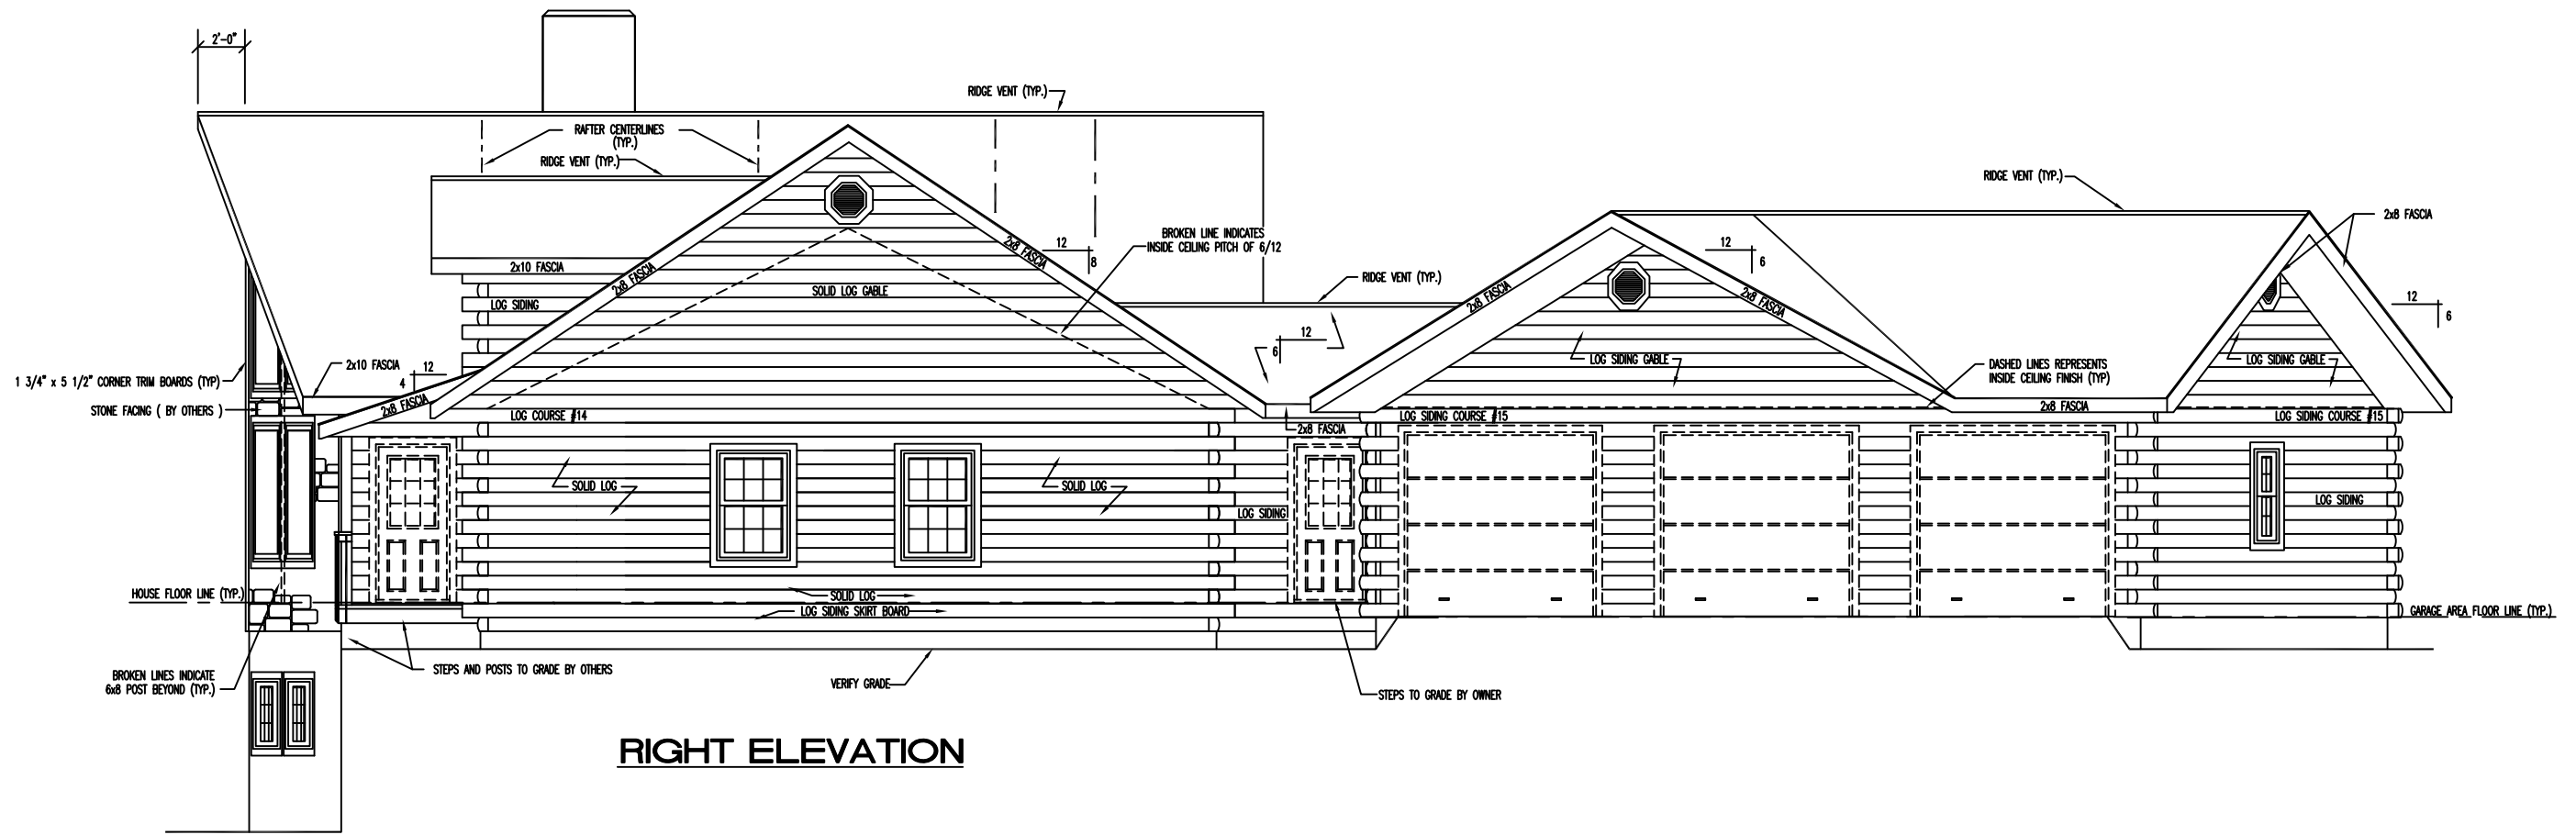 2'-0"
RIDGE VENT (TYP.)
RAFTER CENTERLINES
(TYP.)
RIDGE VENT (TYP.)
RIDGE VENT (TYP.)
2x8 FASCIA
BROKEN LINE INDICATES
INSIDE CEILING PITCH OF 6/12
2x8 FASCIA
12
8
12
6
2x10 FASCIA
2x8 FASCIA
SOLID LOG GABLE
LOG SIDING
RIDGE VENT (TYP.)
2x8 FASCIA
2x8 FASCIA
12
6
12
6
LOG SIDING GABLE
LOG SIDING GABLE
2x10 FASCIA
12
4
2x8 FASCIA
DASHED LINES REPRESENTS
INSIDE CEILING FINISH (TYP)
1 3/4" x 5 1/2" CORNER TRIM BOARDS (TYP)
STONE FACING ( BY OTHERS )
LOG COURSE #14
2x8 FASCIA
LOG SIDING COURSE #15
2x8 FASCIA
LOG SIDING COURSE #15
SOLID LOG
SOLID LOG
LOG SIDING
LOG SIDING
HOUSE FLOOR LINE (TYP.)
SOLID LOG
LOG SIDING SKIRT BOARD
GARAGE AREA FLOOR LINE (TYP.)
BROKEN LINES INDICATE
6x8 POST BEYOND (TYP.)
STEPS AND POSTS TO GRADE BY OTHERS
VERIFY GRADE
STEPS TO GRADE BY OWNER
RIGHT ELEVATION